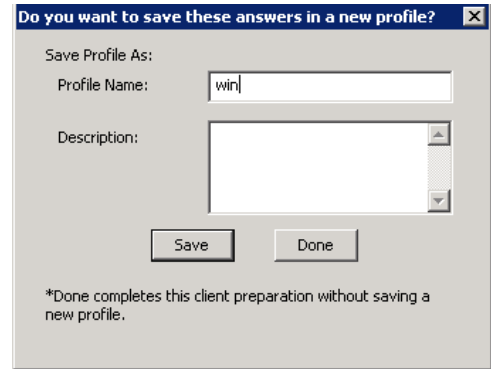 Do you want to save these answers in a new profile?
Save Profile As:
Profile Name: win
Description:
Save Done
*Done completes this client preparation without saving a
new profile.